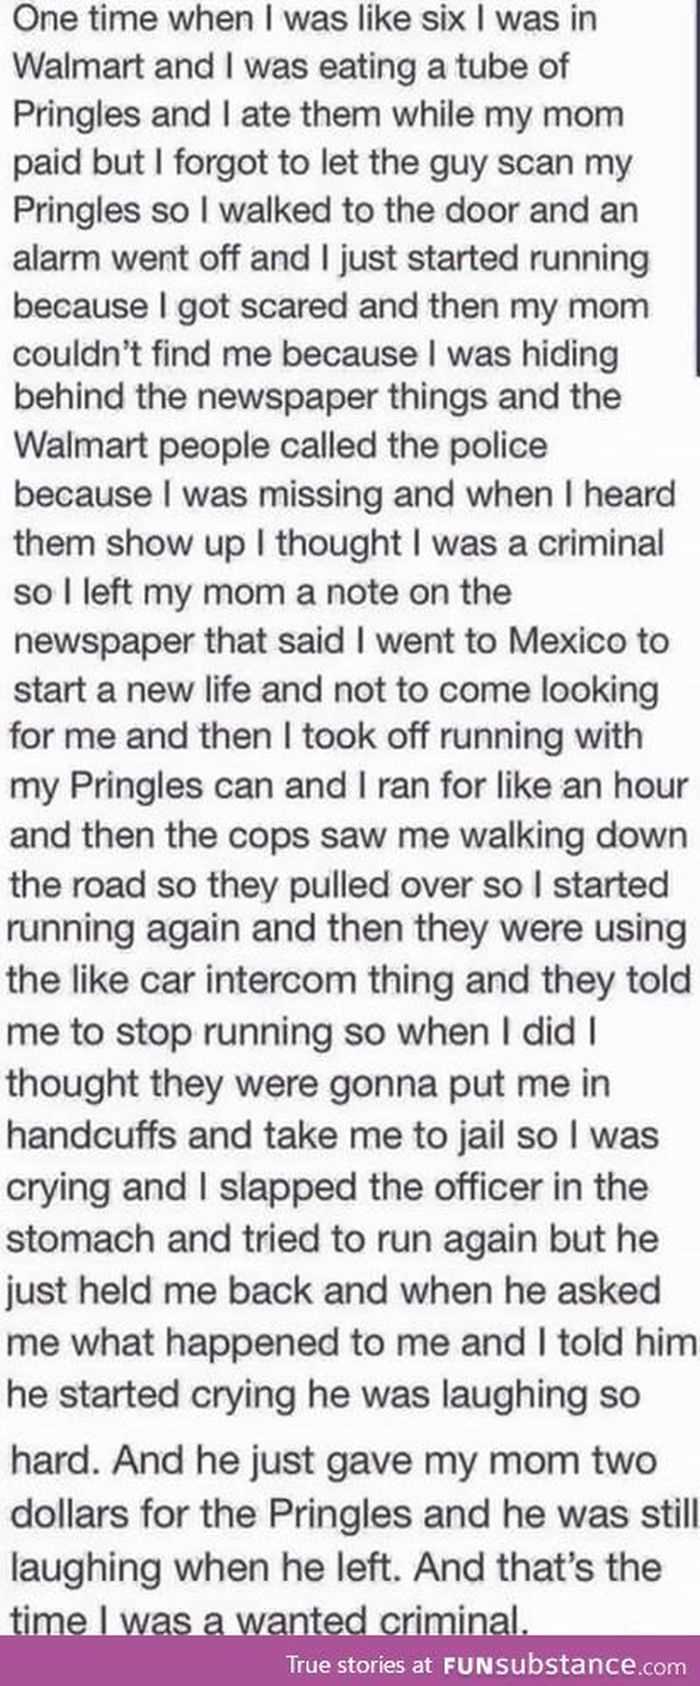 One time when I was like six I was in
Walmart and I was eating a tube of
Pringles and I ate them while my mom
paid but I forgot to let the guy scan my
Pringles so I walked to the door and an
alarm went off and I just started running
because I got scared and then my mom
couldn't find me because I was hiding
behind the newspaper things and the
Walmart people called the police
because I was missing and when I heard
them show up I thought I was a criminal
so I left my mom a note on the
newspaper that said I went to Mexico to
start a new life and not to come looking
for me and then I took off running with
my Pringles can and I ran for like an hour
and then the cops saw me walking down
the road so they pulled over so I started
running again and then they were using
the like car intercom thing and they told
me to stop running so when I did I
thought they were gonna put me in
handcuffs and take me to jail so I was
crying and I slapped the officer in the
stomach and tried to run again but he
just held me back and when he asked
me what happened to me and I told him
he started crying he was laughing so
hard. And he just gave my mom two
dollars for the Pringles and he was still
laughing when he left. And that's the
time I was a wanted criminal.
True stories at FUNsubstance.com